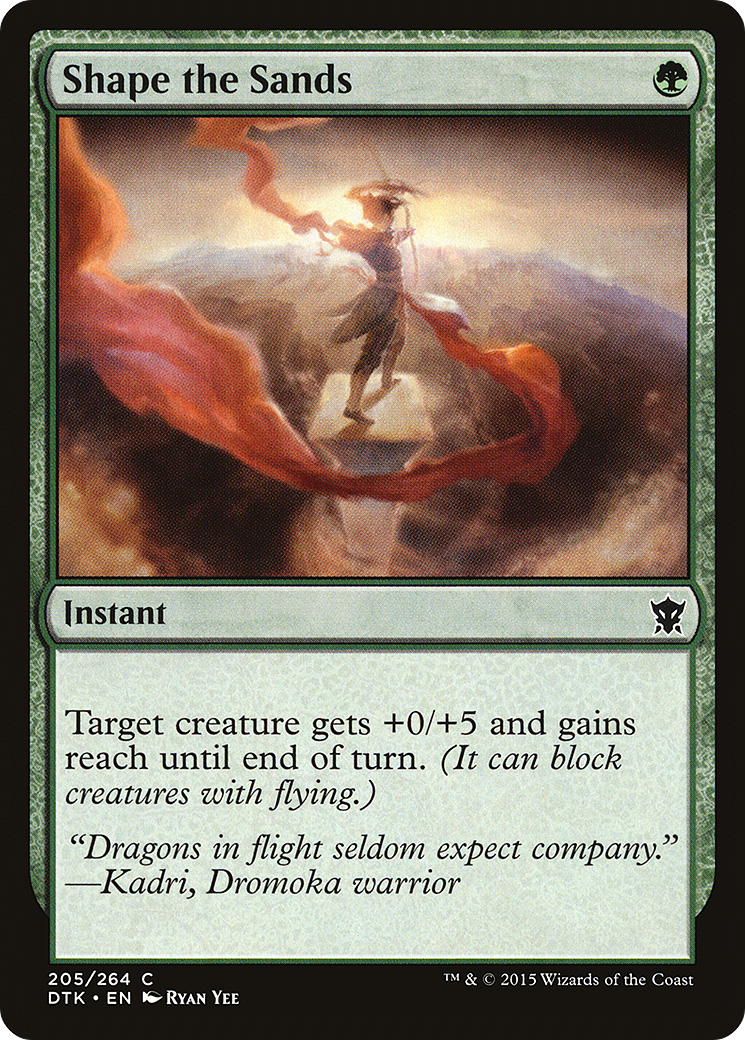 Shape the Sands
Instant
Target creature gets +0/+5 and gains
reach until end of turn. (It can block
creatures with flying.)
“Dragons in flight seldom expect company.”
—Kadri, Dromoka warrior
205/264 C
DTK • EN Ryan Yee
™ & © 2015 Wizards of the Coast